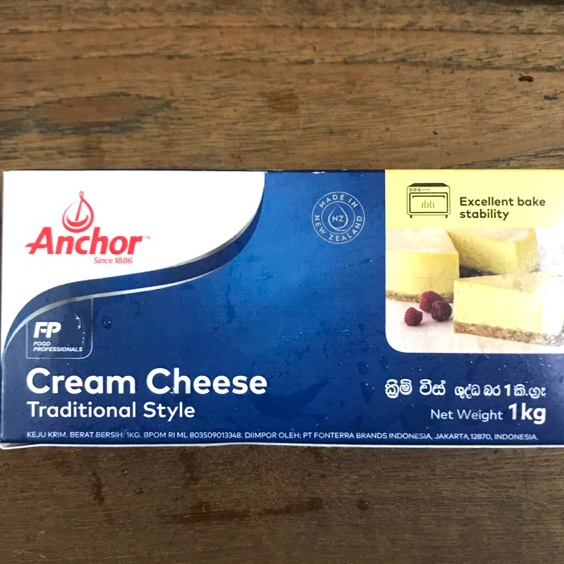 Anchor™
Since 1886
MADE IN
NZ
NEW ZEALAND
Excellent bake
stability
FP
FOOD
PROFESSIONALS
Cream Cheese
Traditional Style
ක්‍රීම් චීස් ශුද්ධ බර 1 කි.ග්‍රෑ
Net Weight 1kg
KEJU KRIM. BERAT BERSIH: 1KG. BPOM RI ML 803509013348. DIIMPOR OLEH: PT FONTERRA BRANDS INDONESIA, JAKARTA,12870, INDONESIA.